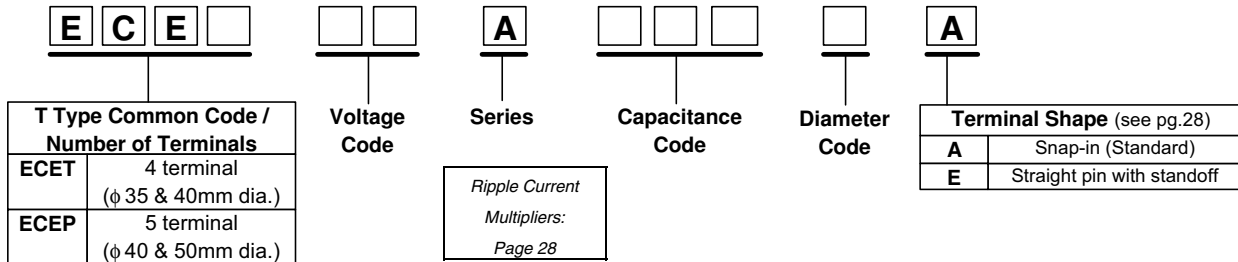 E C E A A
T Type Common Code /
Number of Terminals
ECET 4 terminal
(ϕ 35 & 40mm dia.)
ECEP 5 terminal
(ϕ 40 & 50mm dia.)
Voltage
Code
Series
Ripple Current
Multipliers:
Page 28
Capacitance
Code
Diameter
Code
Terminal Shape (see pg.28)
A Snap-in (Standard)
E Straight pin with standoff